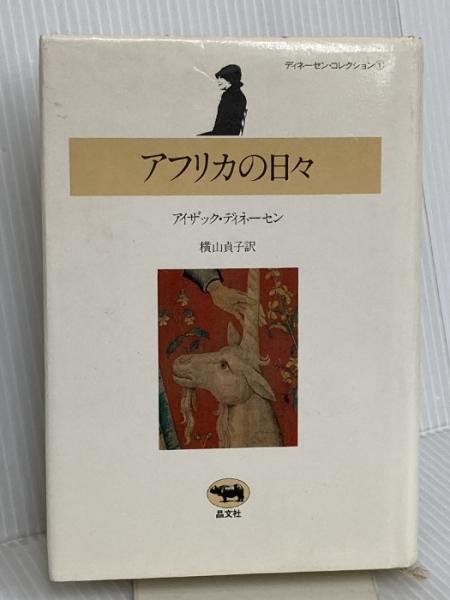 ディネーセン・コレクション①
アフリカの日々
アイザック・ディネーセン
横山貞子訳
晶文社